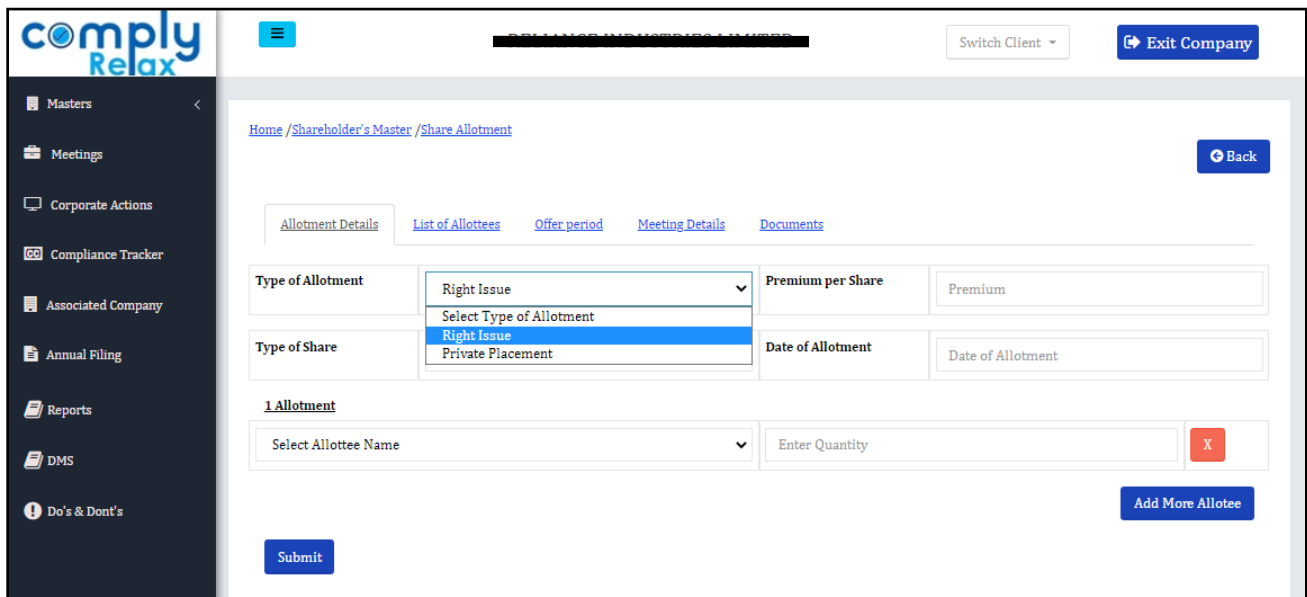 comply
Relax
Switch Client
Exit Company
Masters
Meetings
Corporate Actions
Compliance Tracker
Associated Company
Annual Filing
Reports
DMS
Do's & Dont's
Home /Shareholder's Master /Share Allotment
Back
Allotment Details List of Allottees Offer period Meeting Details Documents
Type of Allotment Right Issue Premium per Share Premium
Select Type of Allotment
Right Issue
Private Placement
Type of Share Date of Allotment Date of Allotment
1 Allotment
Select Allottee Name Enter Quantity X
Add More Allotee
Submit